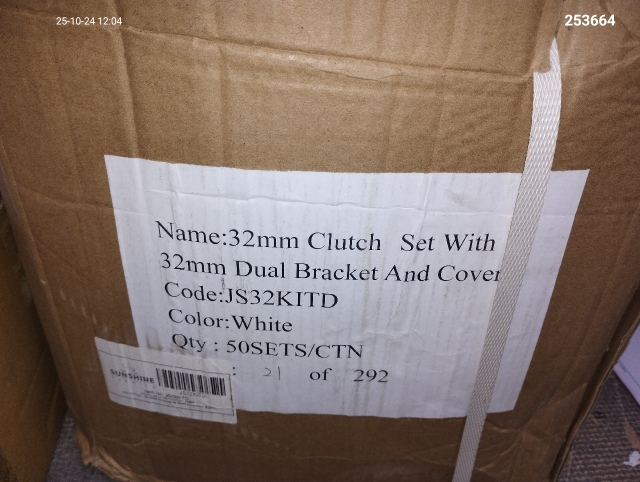 25-10-24 12:04
253664
Name:32mm Clutch Set With
32mm Dual Bracket And Cover
Code:JS32KITD
Color:White
Qty : 50SETS/CTN
: 21 of 292
SUNSHINE